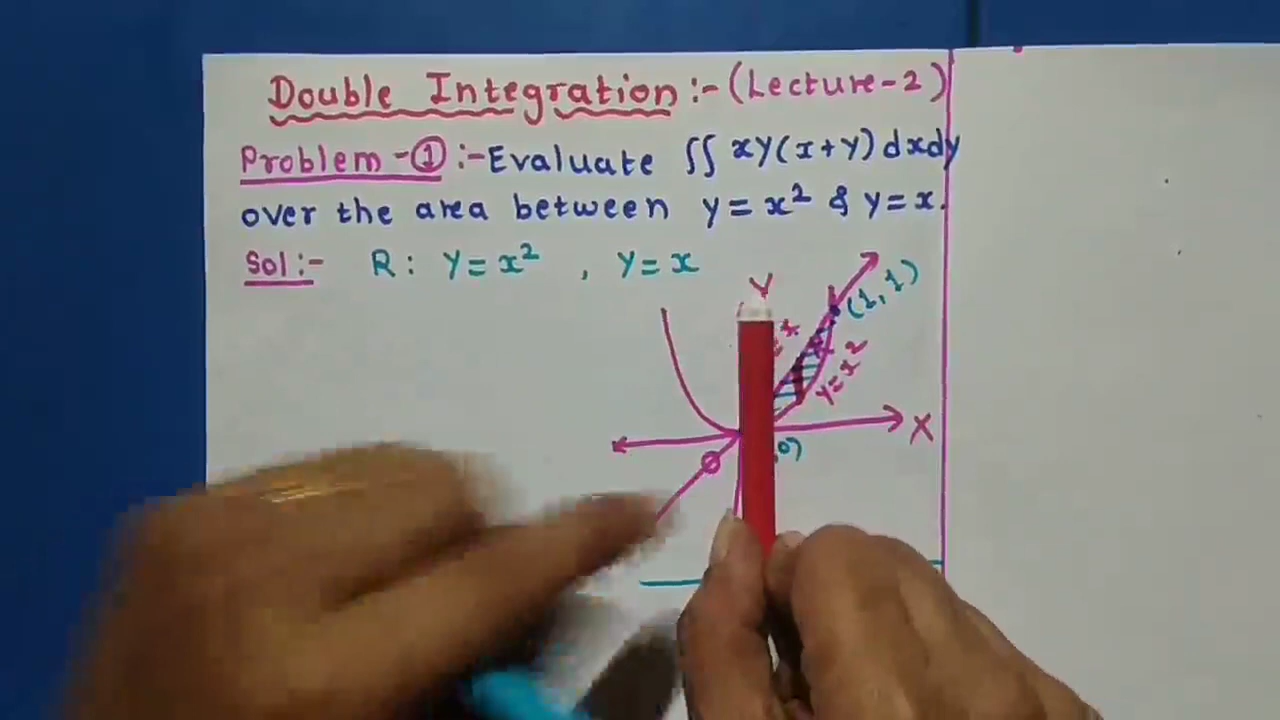 Double Integration :- (Lecture-2)
Problem-① :- Evaluate ∬ xy(x+y) dxdy
over the area between y = x² & y = x.
Sol :- R : y = x² , y = x
Y
(1,1)
y = x²
X